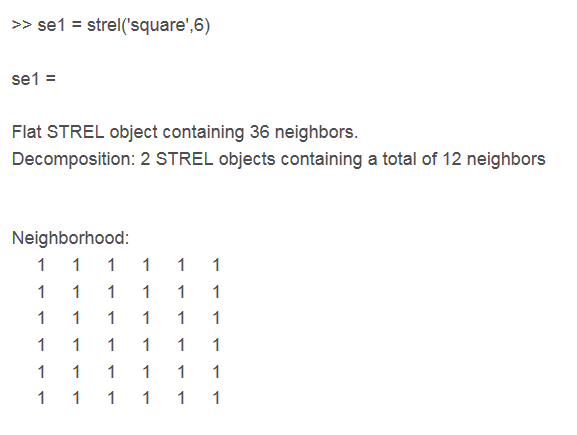 >> se1 = strel('square',6)
se1 =
Flat STREL object containing 36 neighbors.
Decomposition: 2 STREL objects containing a total of 12 neighbors
Neighborhood:
1 1 1 1 1 1
1 1 1 1 1 1
1 1 1 1 1 1
1 1 1 1 1 1
1 1 1 1 1 1
1 1 1 1 1 1